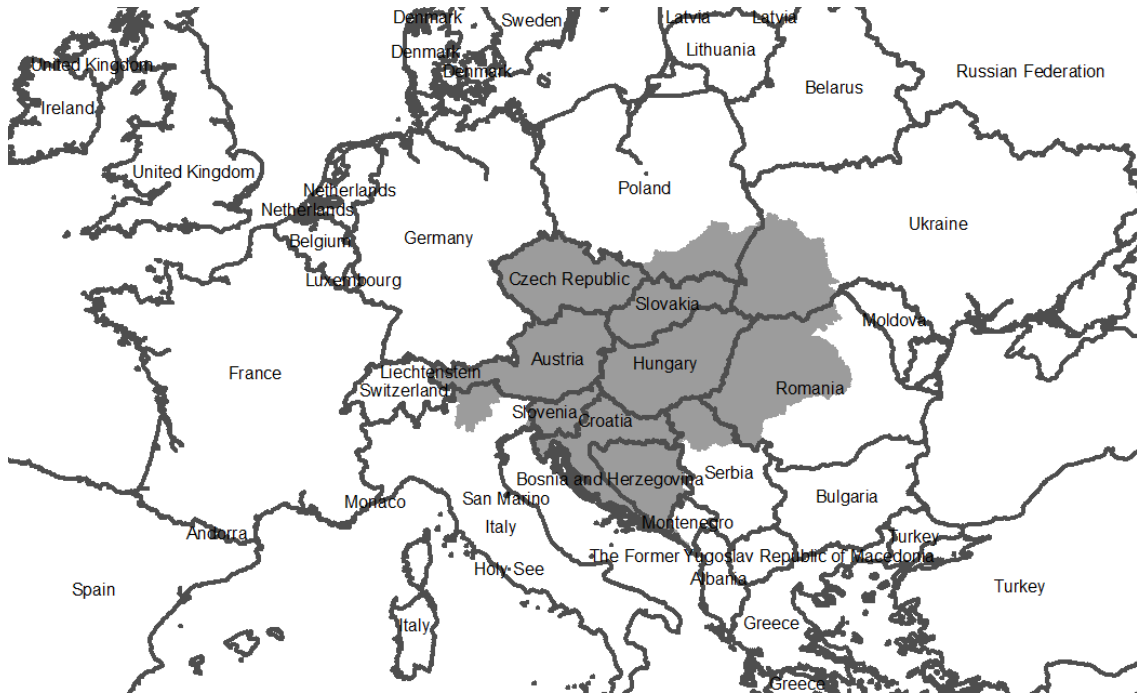 Denmark
Sweden
Latvia
Latvia
Denmark
Lithuania
United Kingdom
Denmark
Russian Federation
Belarus
Ireland
United Kingdom
Netherlands
Poland
Netherlands
Ukraine
Belgium
Germany
Luxembourg
Czech Republic
Slovakia
Moldova
Austria
Hungary
France
Liechtenstein
Switzerland
Romania
Slovenia
Croatia
Bosnia and Herzegovina
Serbia
San Marino
Bulgaria
Monaco
Italy
Montenegro
Andorra
Turkey
The Former Yugoslav Republic of Macedonia
Holy See
Albania
Spain
Turkey
Italy
Greece
Greece